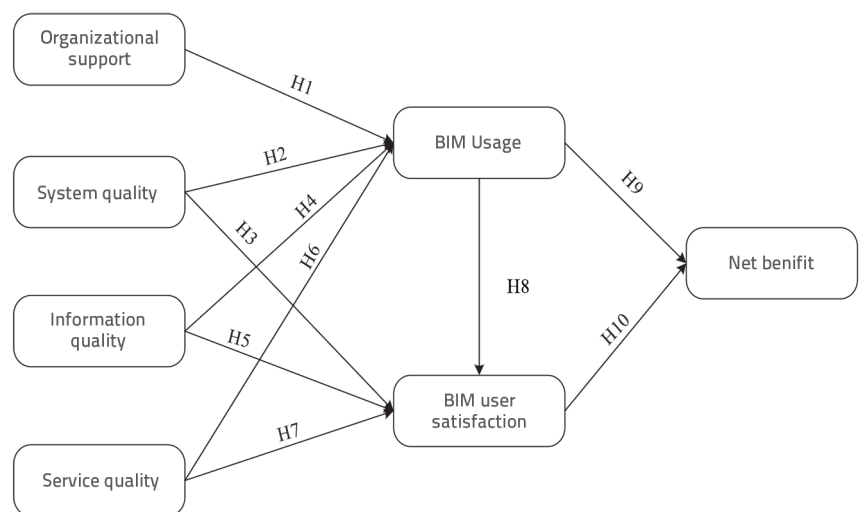 Organizational
support
H1
BIM Usage
H2
System quality
H4
H9
H3
H6
Net benifit
H8
Information
quality
H5
H10
BIM user
satisfaction
H7
Service quality